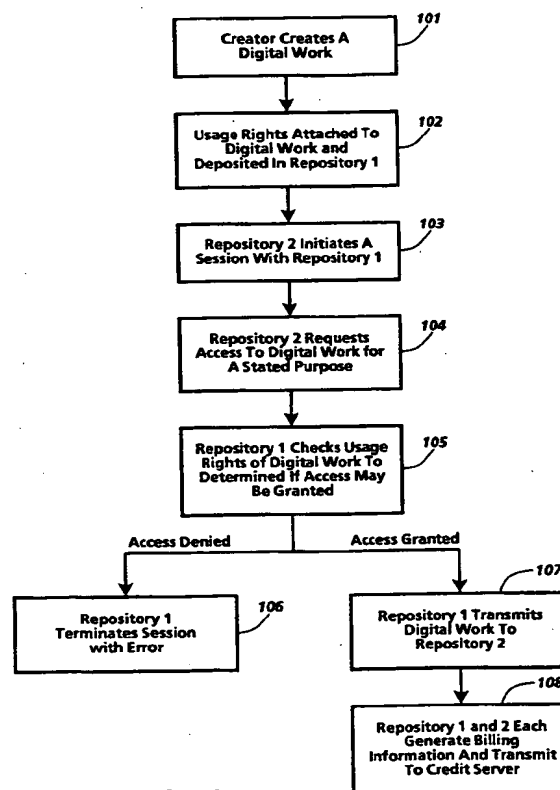 101
Creator Creates A
Digital Work
102
Usage Rights Attached To
Digital Work and
Deposited In Repository 1
103
Repository 2 Initiates A
Session With Repository 1
104
Repository 2 Requests
Access To Digital Work for
A Stated Purpose
105
Repository 1 Checks Usage
Rights of Digital Work To
Determined If Access May
Be Granted
Access Denied
Access Granted
106
Repository 1
Terminates Session
with Error
107
Repository 1 Transmits
Digital Work To
Repository 2
108
Repository 1 and 2 Each
Generate Billing
Information And Transmit
To Credit Server